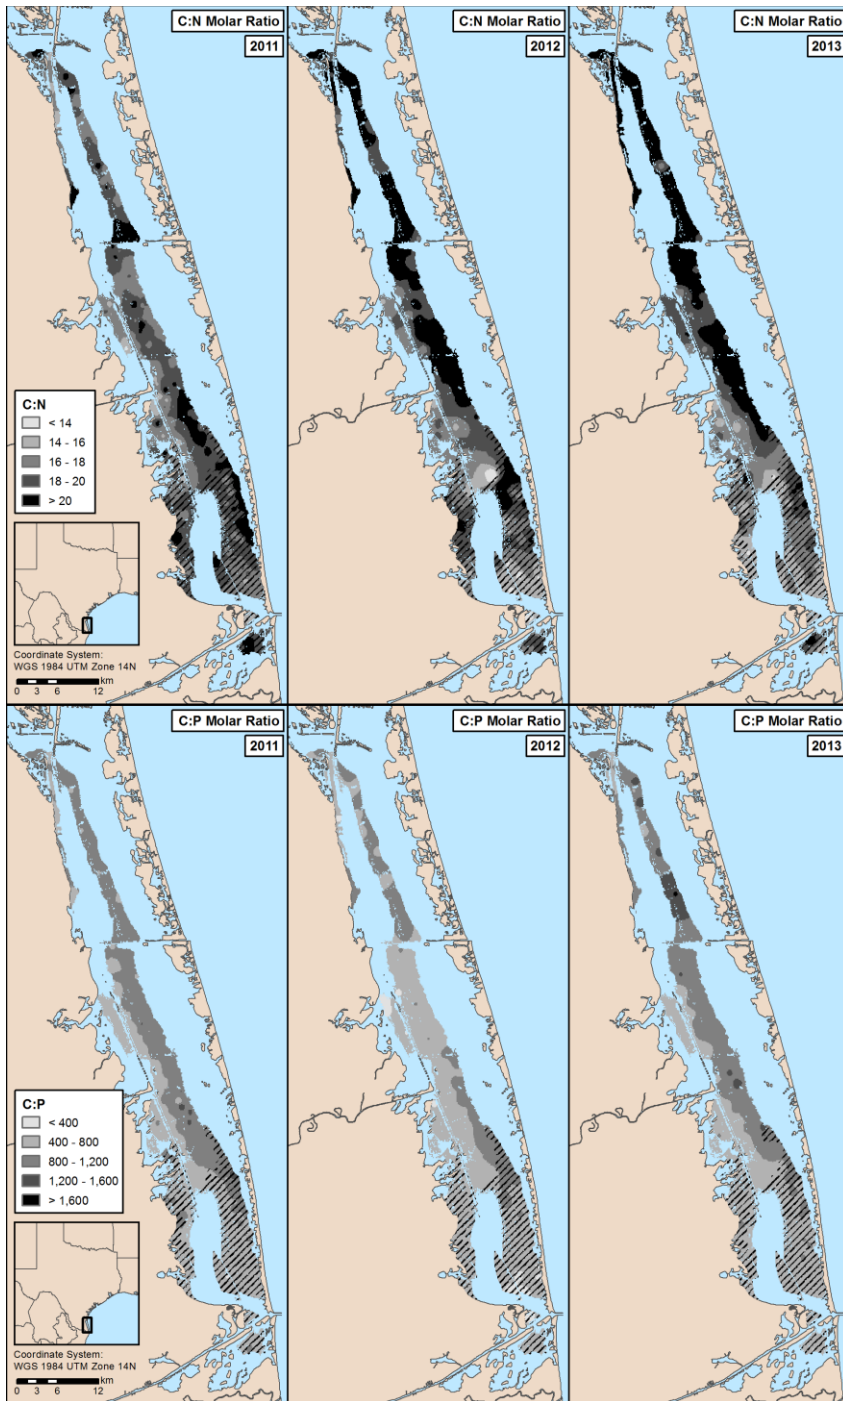 C:N Molar Ratio
2011
C:N Molar Ratio
2012
C:N Molar Ratio
2013
C:N
< 14
14 - 16
16 - 18
18 - 20
> 20
Coordinate System:
WGS 1984 UTM Zone 14N
km
0 3 6 12
C:P Molar Ratio
2011
C:P Molar Ratio
2012
C:P Molar Ratio
2013
C:P
< 400
400 - 800
800 - 1,200
1,200 - 1,600
> 1,600
Coordinate System:
WGS 1984 UTM Zone 14N
km
0 3 6 12